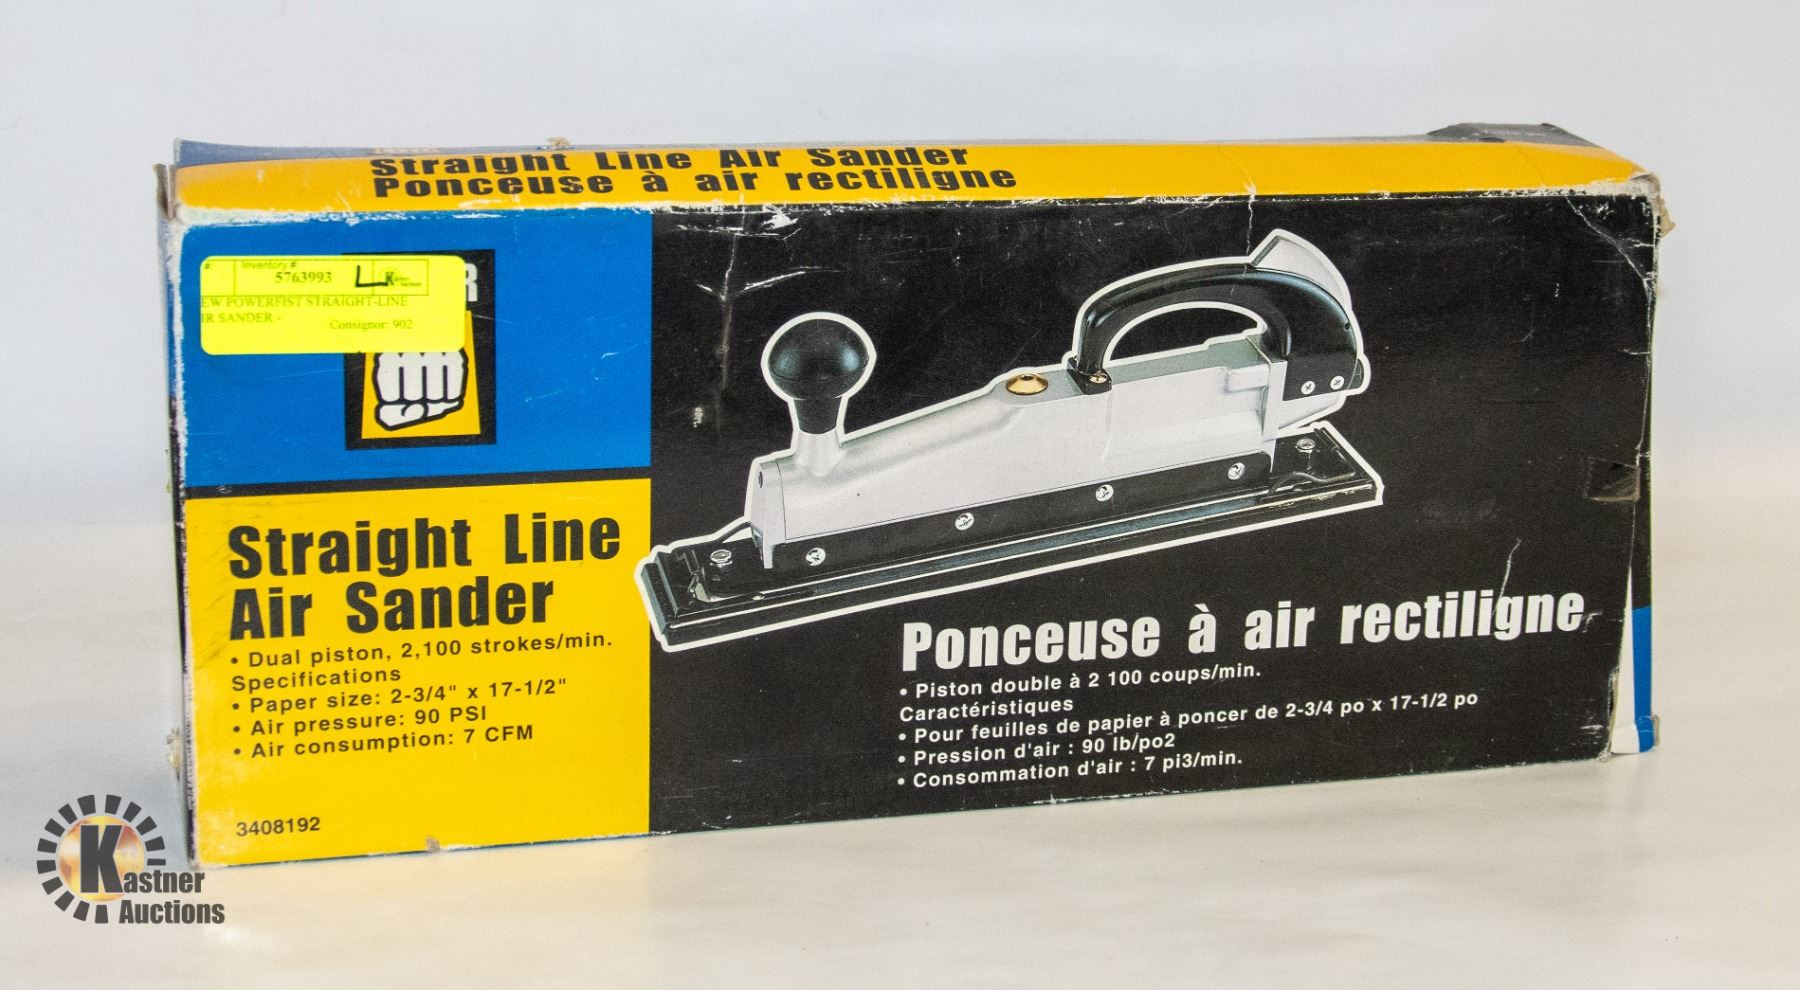 Straight Line Air Sander
Ponceuse à air rectiligne
Inventory #
5763993 L
EW POWERFIST STRAIGHT-LINE
IR SANDER -
Consignor: 902
R
Straight Line
Air Sander
• Dual piston, 2,100 strokes/min.
Specifications
• Paper size: 2-3/4" x 17-1/2"
• Air pressure: 90 PSI
• Air consumption: 7 CFM
3408192
Ponceuse à air rectiligne
• Piston double à 2 100 coups/min.
Caractéristiques
• Pour feuilles de papier à poncer de 2-3/4 po x 17-1/2 po
• Pression d'air : 90 lb/po2
• Consommation d'air : 7 pi3/min.
Kastner
Auctions